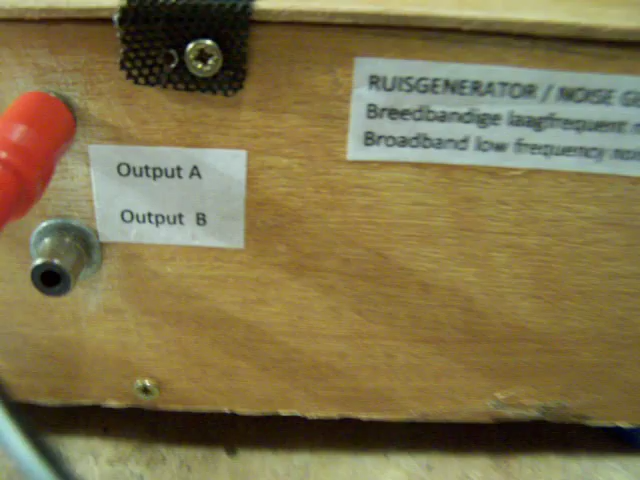 Output A
Output B
RUISGENERATOR / NOISE
Breedbandige laagfrequent
Broadband low frequency